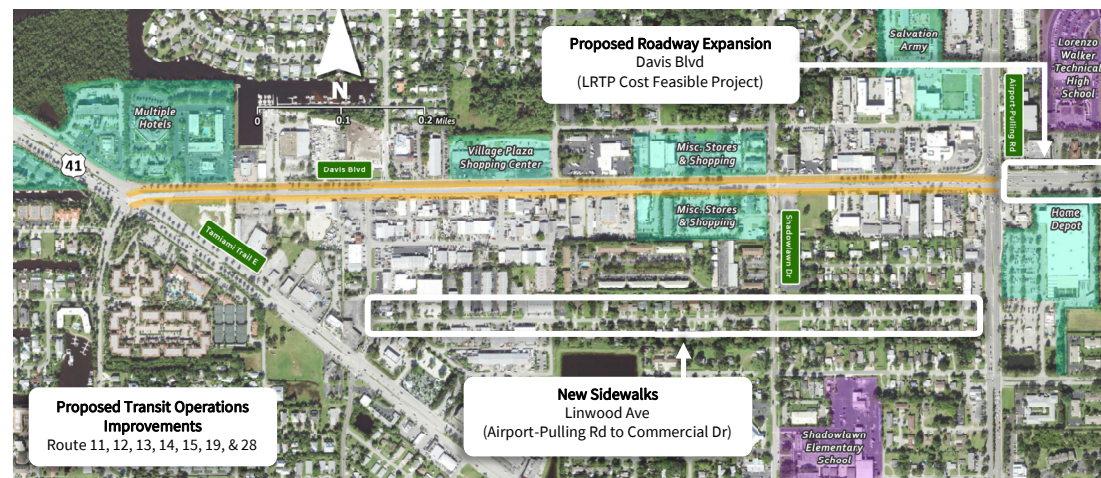 Proposed Roadway Expansion
Davis Blvd
(LRTP Cost Feasible Project)
Salvation
Army
Lorenzo
Walker
Technical
High
School
Airport-Pulling Rd
Multiple
Hotels
N
0
0.1
0.2 Miles
41
Davis Blvd
Village Plaza
Shopping Center
Misc. Stores
& Shopping
Misc. Stores
& Shopping
Home
Depot
Tamiami Trail E
Shadowlawn Dr
Proposed Transit Operations
Improvements
Route 11, 12, 13, 14, 15, 19, & 28
New Sidewalks
Linwood Ave
(Airport-Pulling Rd to Commercial Dr)
Shadowlawn
Elementary
School